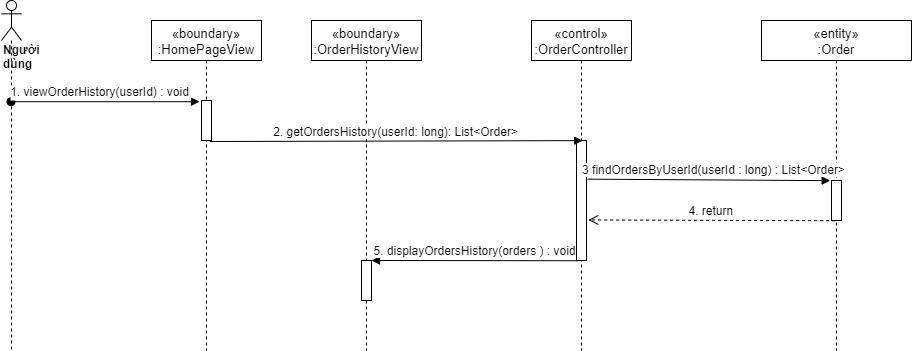 «boundary»
:HomePageView
«boundary»
:OrderHistoryView
«control»
:OrderController
«entity»
:Order
Người
dùng
1. viewOrderHistory(userId) : void
2. getOrdersHistory(userId: long): List<Order>
3 findOrdersByUserId(userId : long) : List<Order>
4. return
5. displayOrdersHistory(orders ) : void